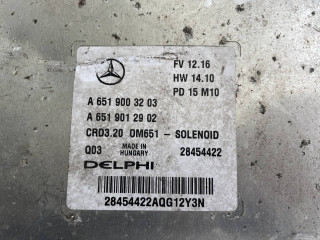 FV 12.16
HW 14.10
PD 15 M10
A 651 900 32 03
A 651 901 29 02
CRD3.20 OM651 - SOLENOID
Q03 MADE IN HUNGARY 28454422
DELPHI
28454422AQG12Y3N